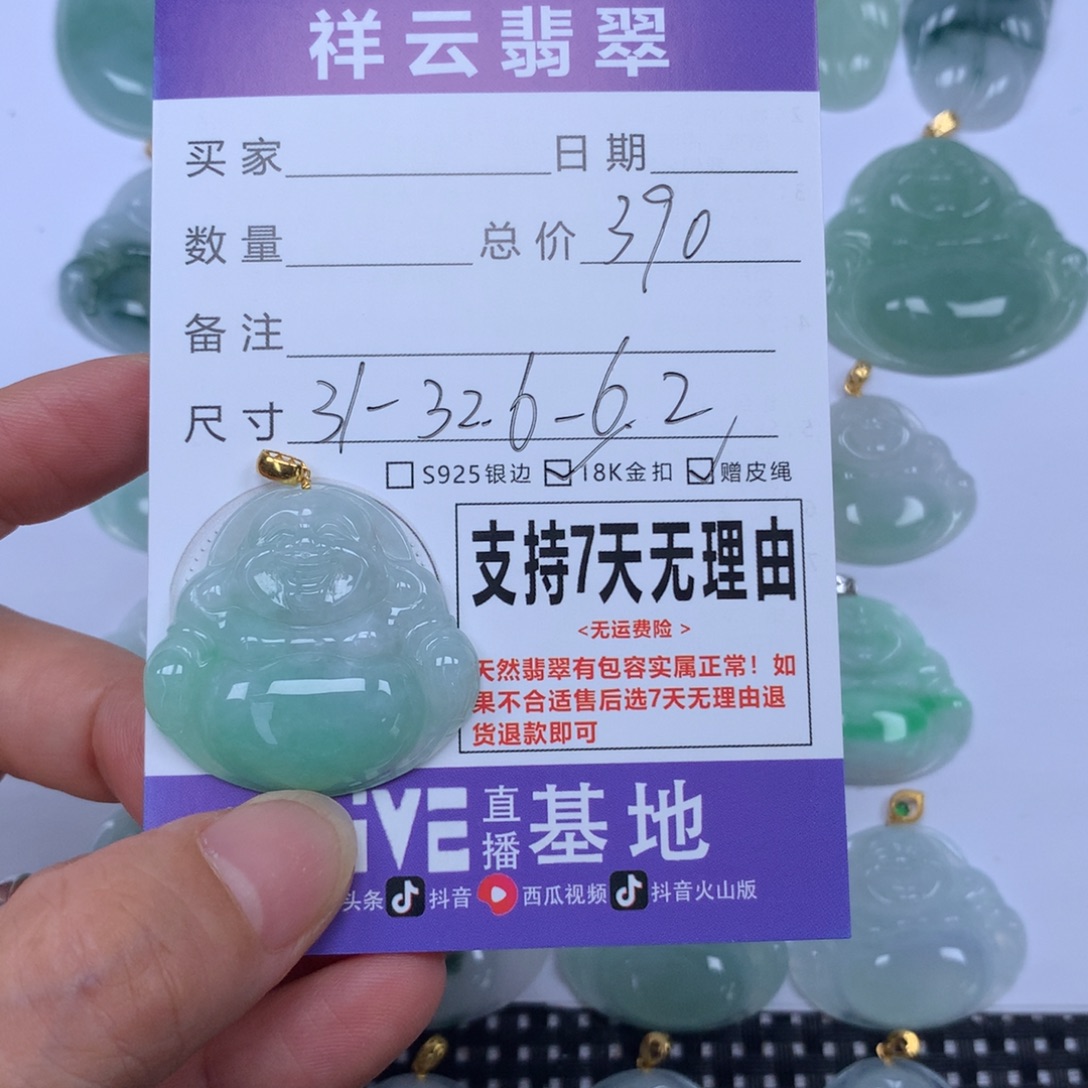 祥云翡翠
买家 日期
数量 总价 390
备注
尺寸 31-32.6-6.2
S925银边 18K金扣 赠皮绳
支持7天无理由
<无运费险 >
天然翡翠有包容实属正常！如
果不合适售后选7天无理由退
货退款即可
iVE 直播 基地
头条 抖音 西瓜视频 抖音火山版